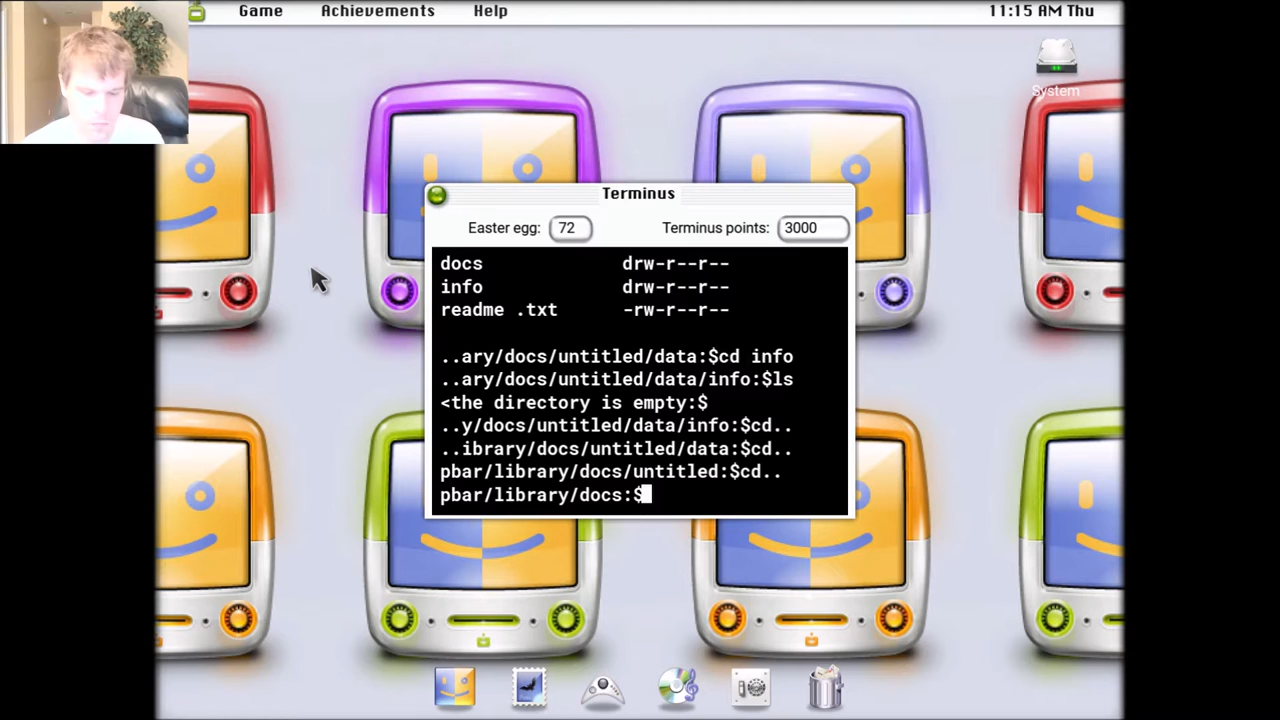 Game Achievements Help 11:15 AM Thu
System
Terminus
Easter egg: 72 Terminus points: 3000
docs drw-r--r--
info drw-r--r--
readme .txt -rw-r--r--
..ary/docs/untitled/data:$cd info
..ary/docs/untitled/data/info:$ls
<the directory is empty:$
..y/docs/untitled/data/info:$cd..
..ibrary/docs/untitled/data:$cd..
pbar/library/docs/untitled:$cd..
pbar/library/docs:$